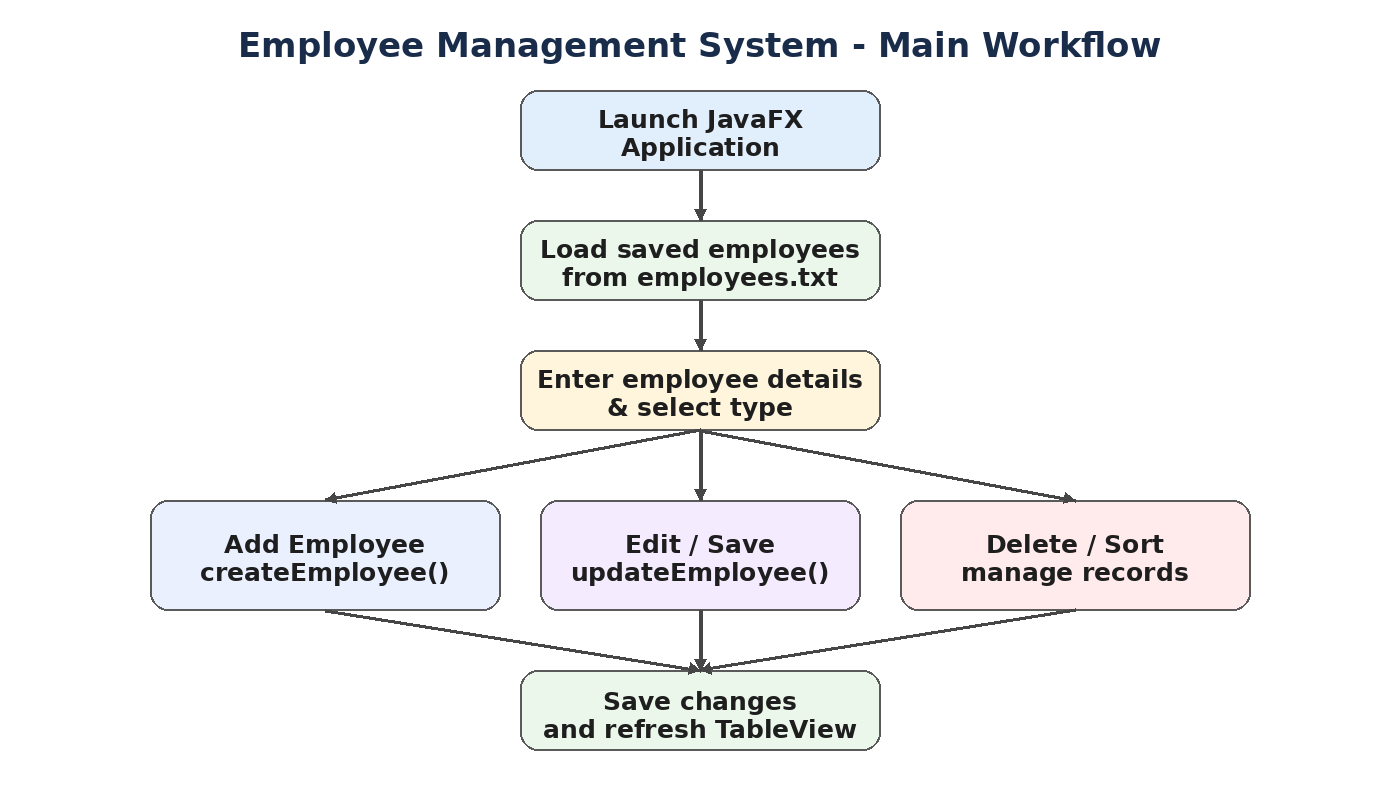 Employee Management System - Main Workflow
Launch JavaFX
Application
Load saved employees
from employees.txt
Enter employee details
& select type
Add Employee
createEmployee()
Edit / Save
updateEmployee()
Delete / Sort
manage records
Save changes
and refresh TableView